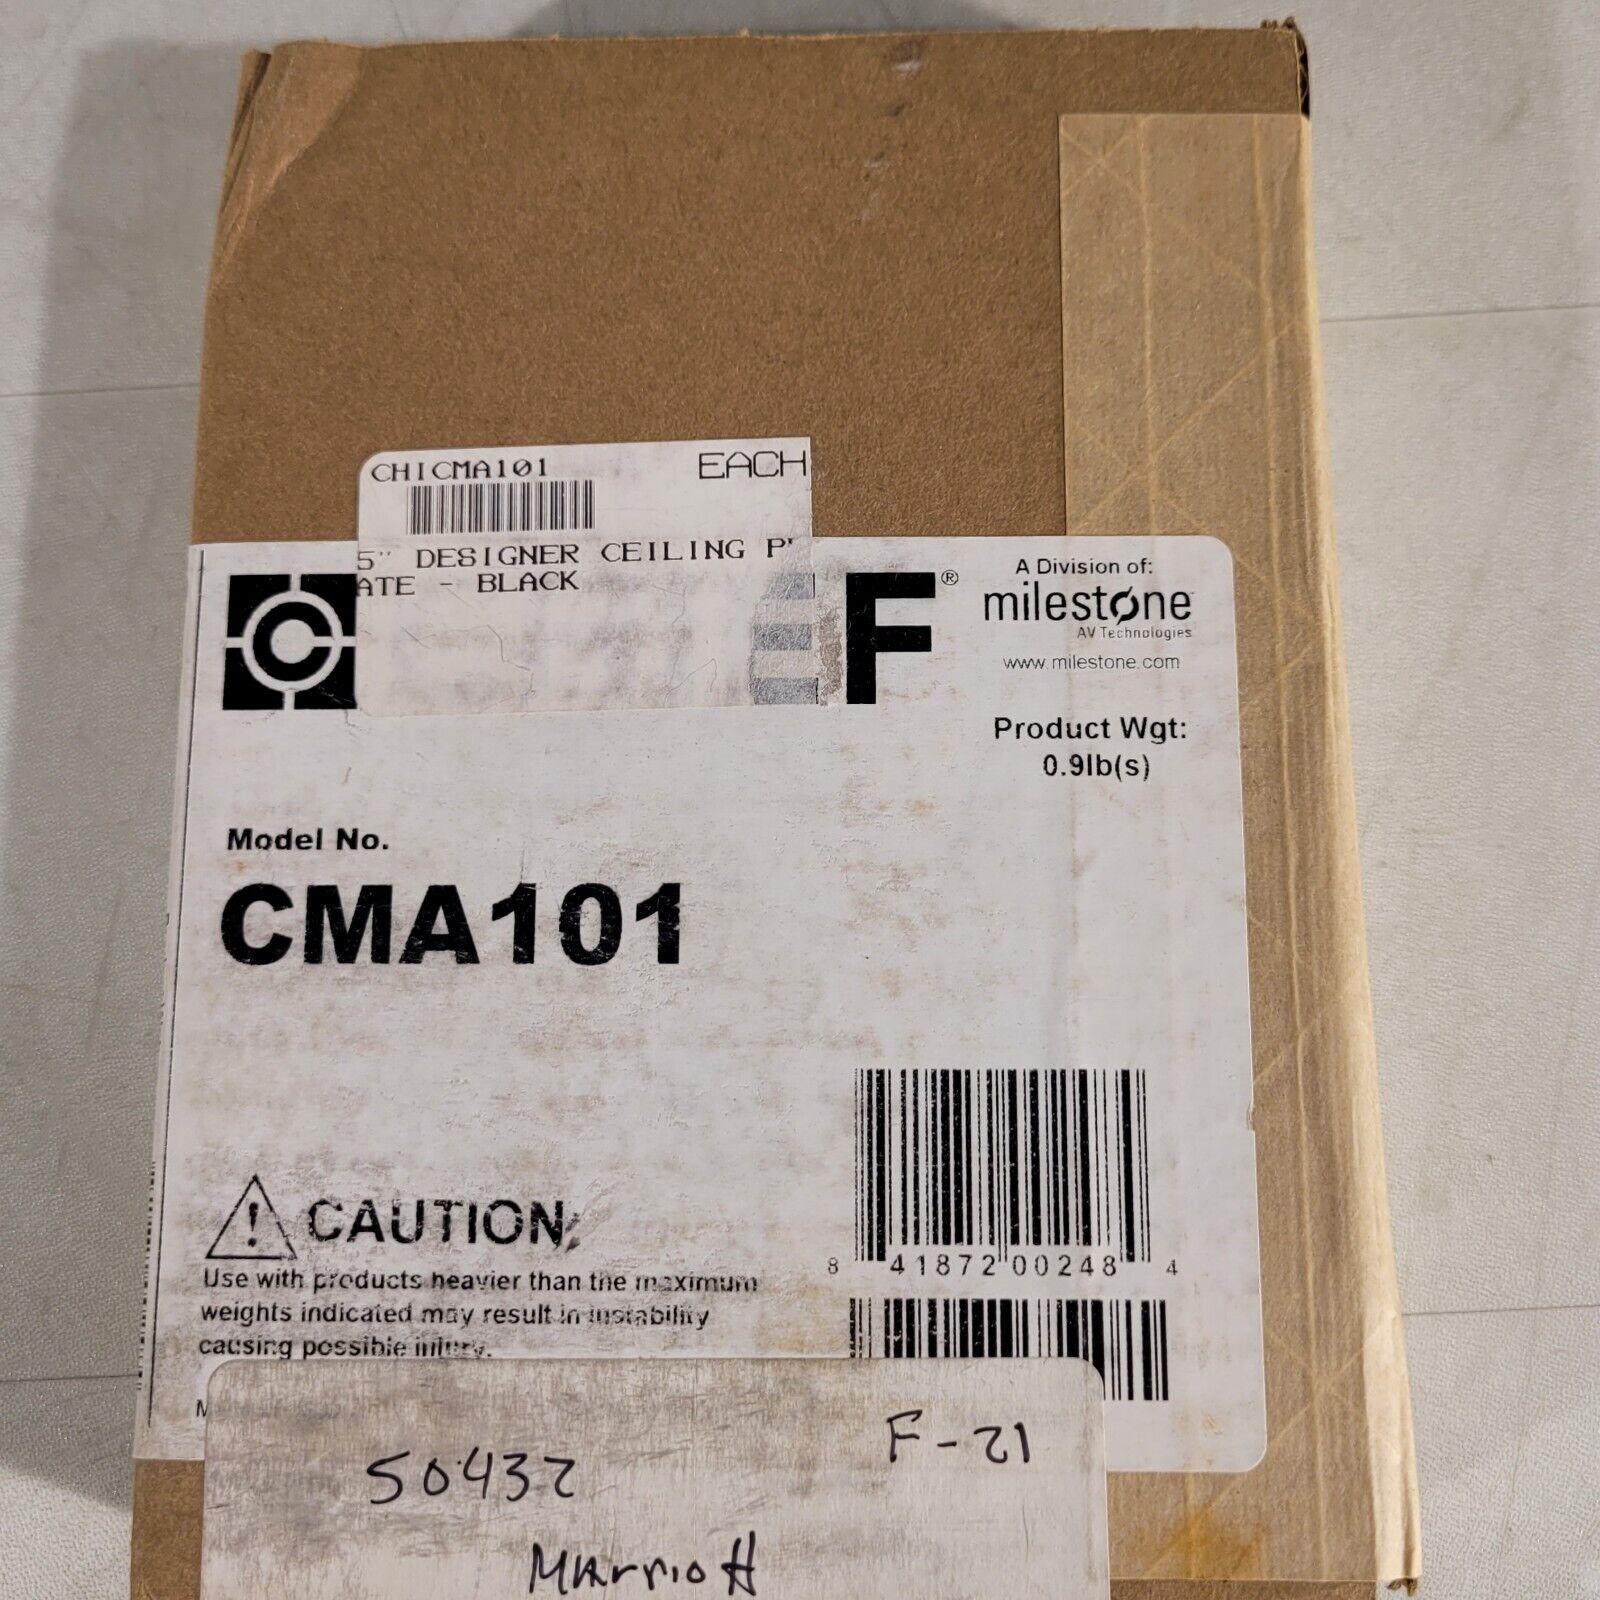 CHICMA101 EACH
5" DESIGNER CEILING PL
ATE - BLACK
EF®
A Division of:
milestone
AV Technologies
www.milestone.com
Product Wgt:
0.9lb(s)
Model No.
CMA101
CAUTION
Use with products heavier than the maximum
weights indicated may result in instability
causing possible injury.
8 41872 00248 4
M
F-21
50432
Marriott